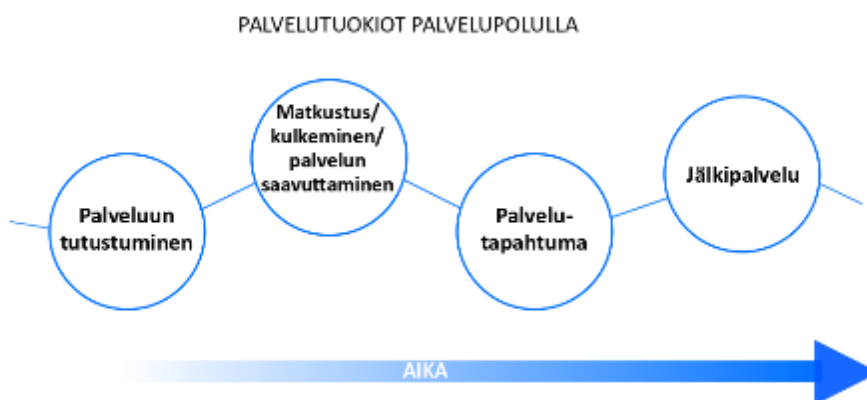 PALVELUTUOKIOT PALVELUPOLULLA
Palveluun
tutustuminen
Matkustus/
kulkeminen/
palvelun
saavuttaminen
Palvelu-
tapahtuma
Jälkipalvelu
AIKA